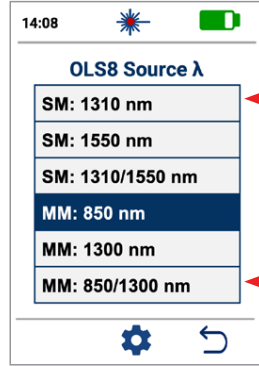 14:08
OLS8 Source λ
SM: 1310 nm
SM: 1550 nm
SM: 1310/1550 nm
MM: 850 nm
MM: 1300 nm
MM: 850/1300 nm